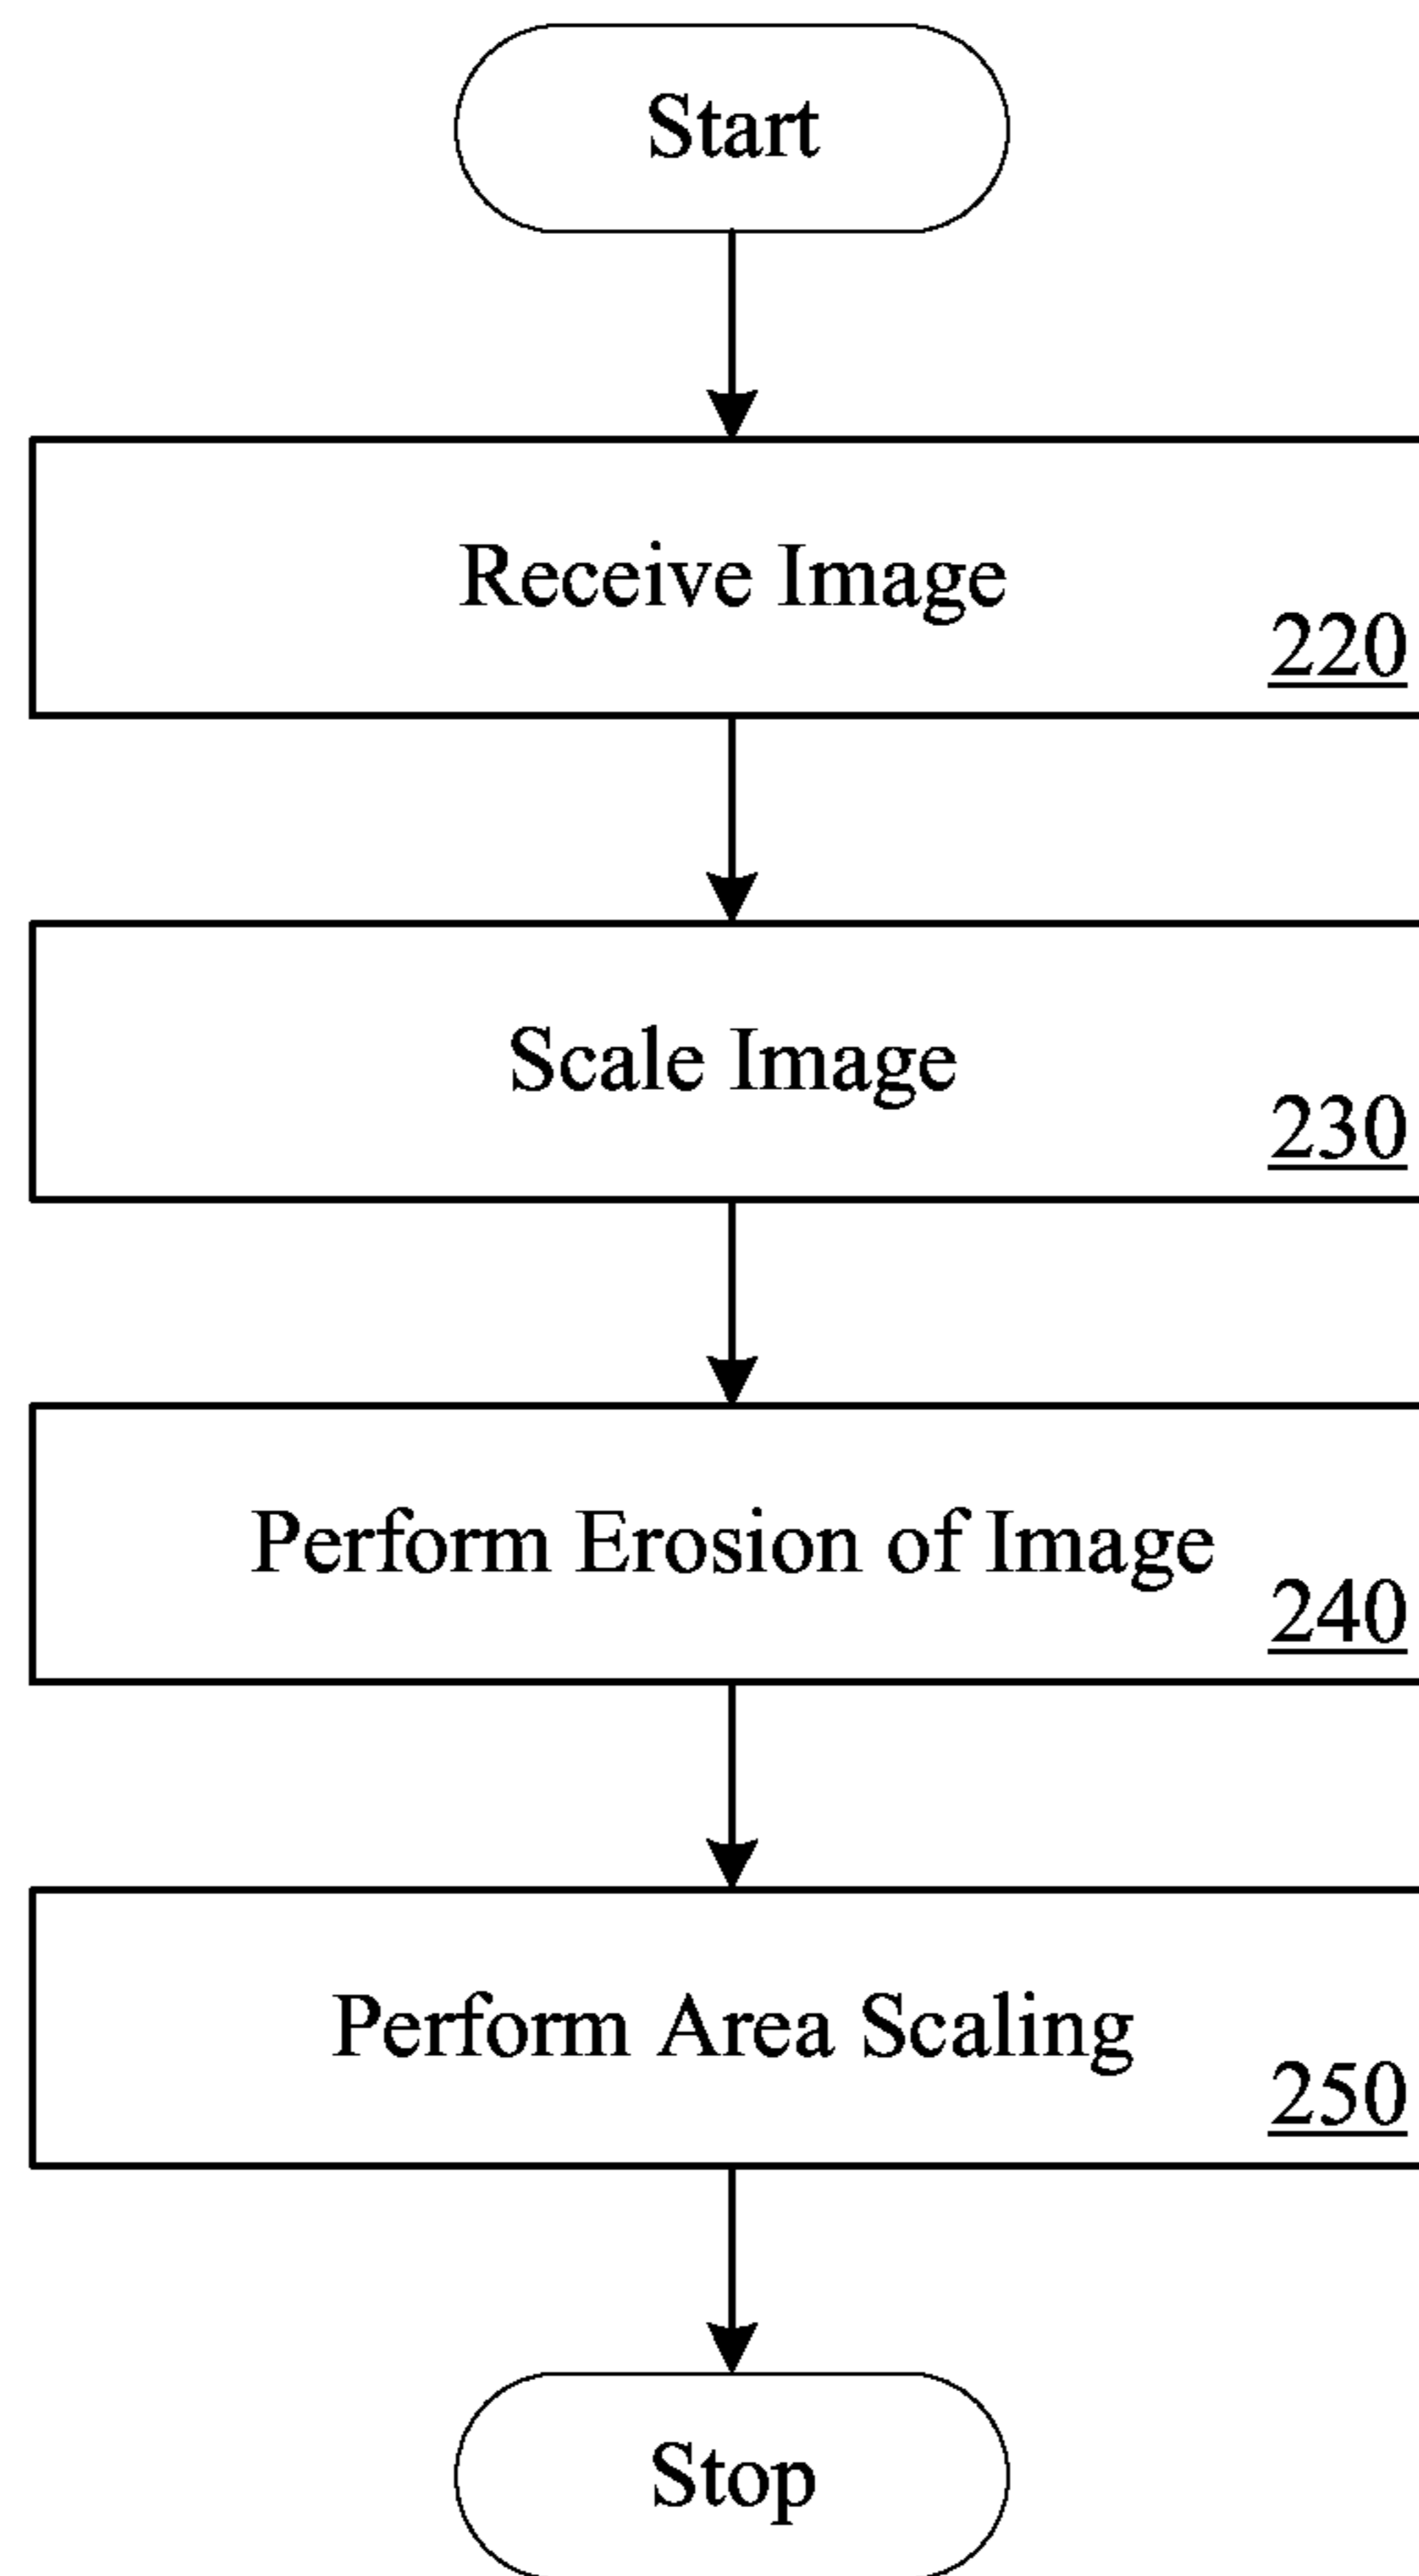 Start
Receive Image
220
Scale Image
230
Perform Erosion of Image
240
Perform Area Scaling
250
Stop